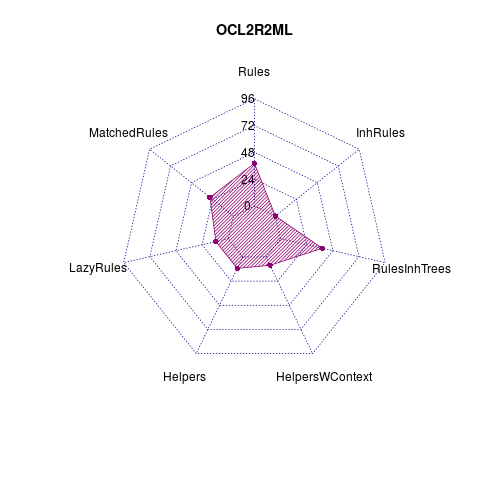 OCL2R2ML
Rules
96
MatchedRules
InhRules
72
48
24
0
LazyRules
RulesInhTrees
Helpers
HelpersWContext